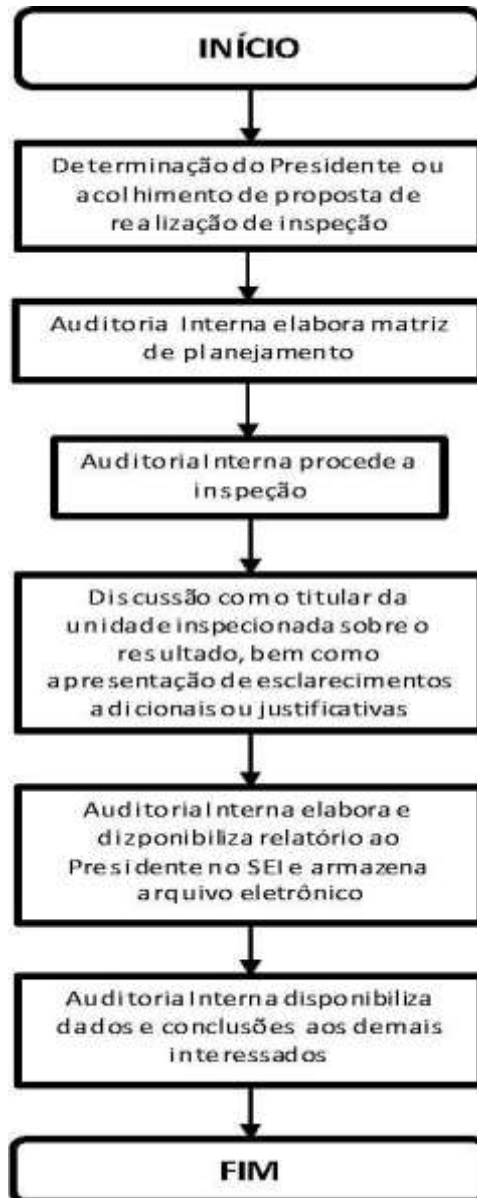 INÍCIO
Determinação do Presidente ou
acolhimento de proposta de
realização de inspeção
Auditoria Interna elabora matriz
de planejamento
Auditoria Interna procede a
inspeção
Discussão com o titular da
unidade inspecionada sobre o
resultado, bem como
apresentação de esclarecimentos
adicionais ou justificativas
Auditoria Interna elabora e
dizponibiliza relatório ao
Presidente no SEI e armazena
arquivo eletrônico
Auditoria Interna disponibiliza
dados e conclusões aos demais
interessados
FIM